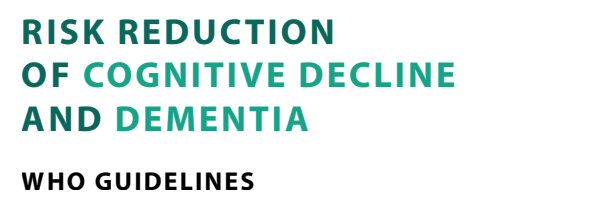 RISK REDUCTION
OF COGNITIVE DECLINE
AND DEMENTIA
WHO GUIDELINES